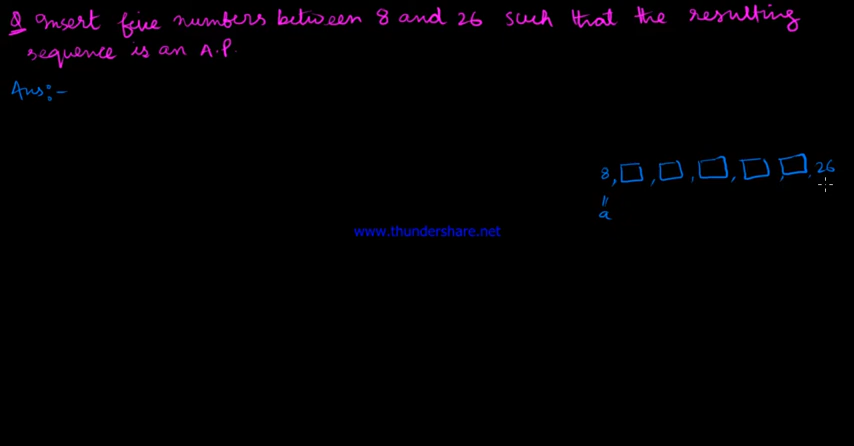 Q Insert five numbers between 8 and 26 such that the resulting
sequence is an A.P.
Ans:-
8, □, □, □, □, □, 26
॥
a
www.thundershare.net